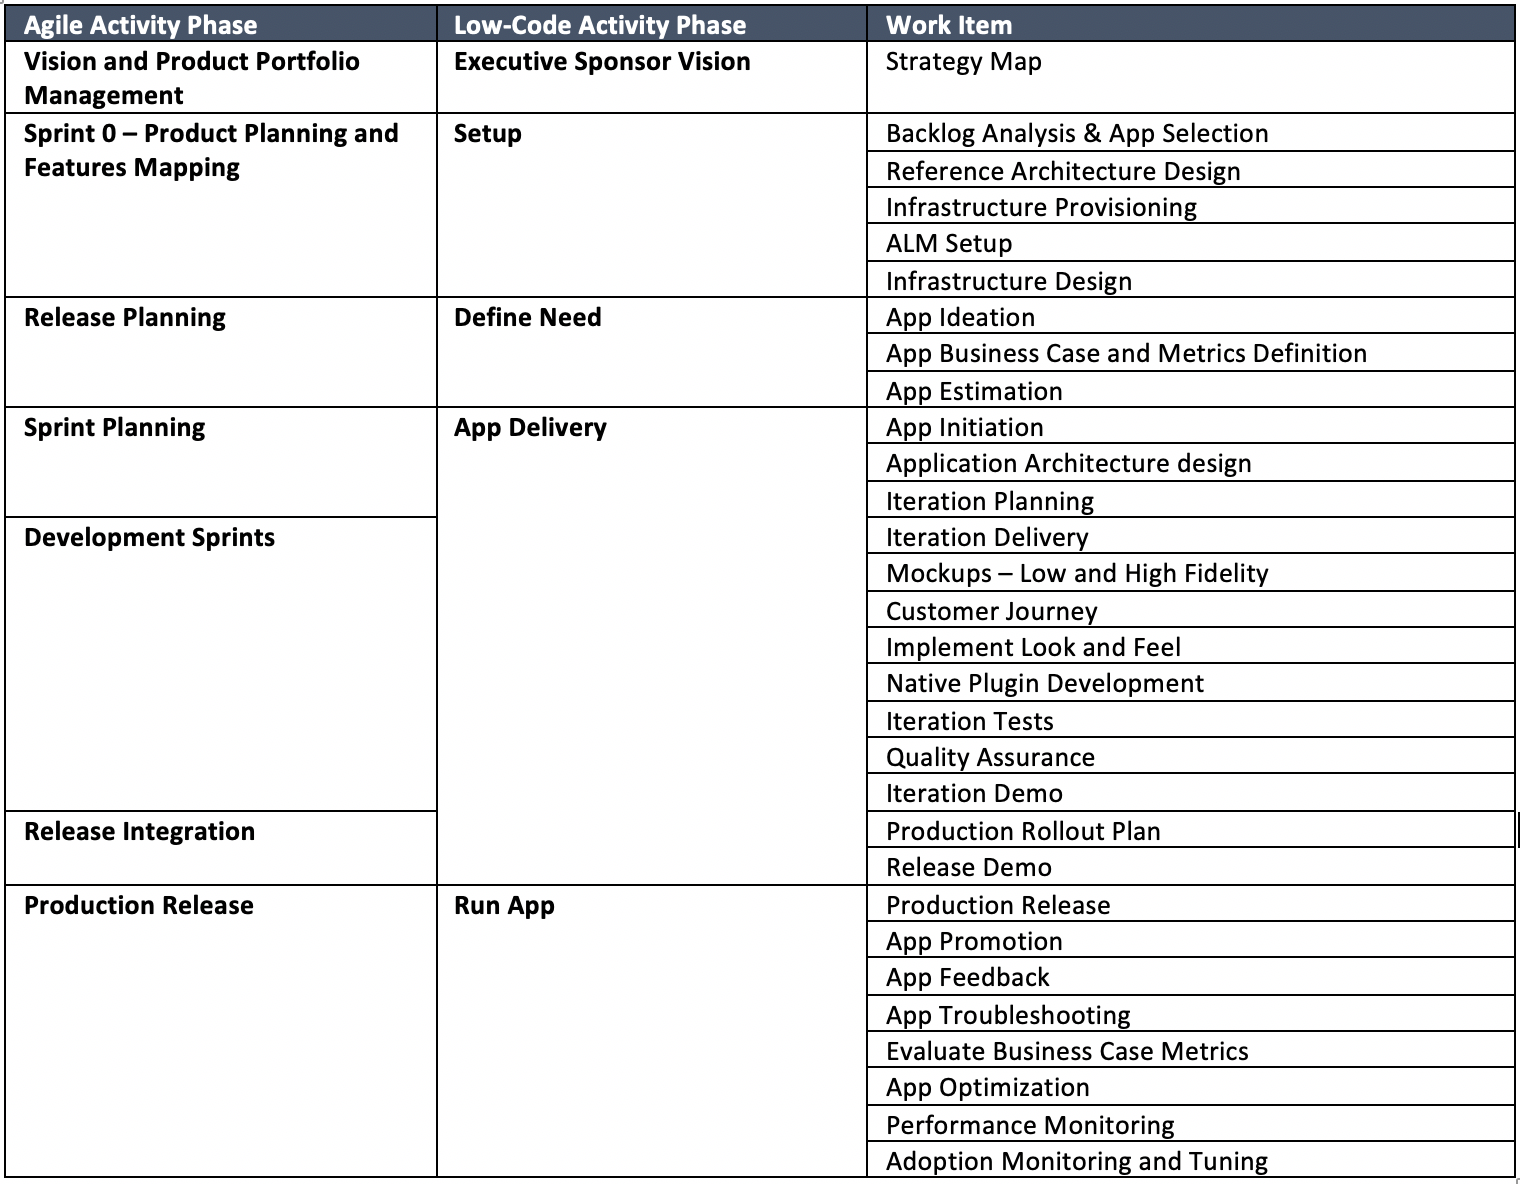 Agile Activity Phase Low-Code Activity Phase Work Item
Vision and Product Portfolio Executive Sponsor Vision Strategy Map
Management
Sprint 0 – Product Planning and Setup Backlog Analysis & App Selection
Features Mapping Reference Architecture Design
Infrastructure Provisioning
ALM Setup
Infrastructure Design
Release Planning Define Need App Ideation
App Business Case and Metrics Definition
App Estimation
Sprint Planning App Delivery App Initiation
Application Architecture design
Iteration Planning
Development Sprints Iteration Delivery
Mockups – Low and High Fidelity
Customer Journey
Implement Look and Feel
Native Plugin Development
Iteration Tests
Quality Assurance
Iteration Demo
Release Integration Production Rollout Plan
Release Demo
Production Release Run App Production Release
App Promotion
App Feedback
App Troubleshooting
Evaluate Business Case Metrics
App Optimization
Performance Monitoring
Adoption Monitoring and Tuning